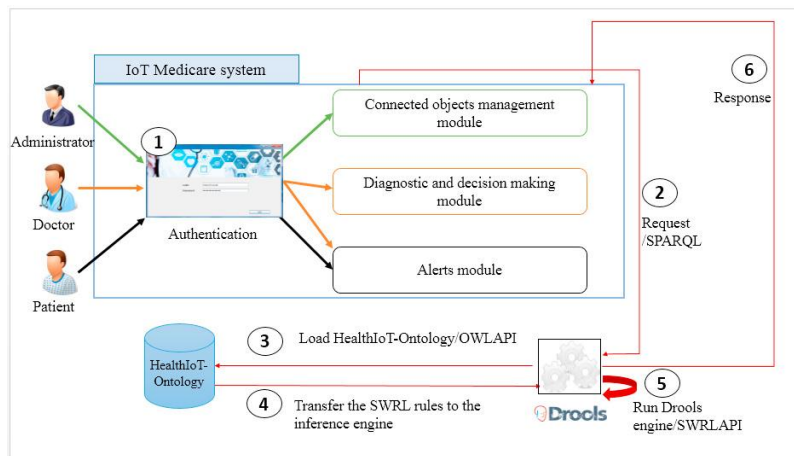 IoT Medicare system
6
Response
Administrator
1
Connected objects management
module
2
Request
/SPARQL
Doctor
Authentication
Diagnostic and decision making
module
Patient
Alerts module
3
Load HealthIoT-Ontology/OWLAPI
HealthIoT-
Ontology
4
Transfer the SWRL rules to the
inference engine
Drools
5
Run Drools
engine/SWRLAPI